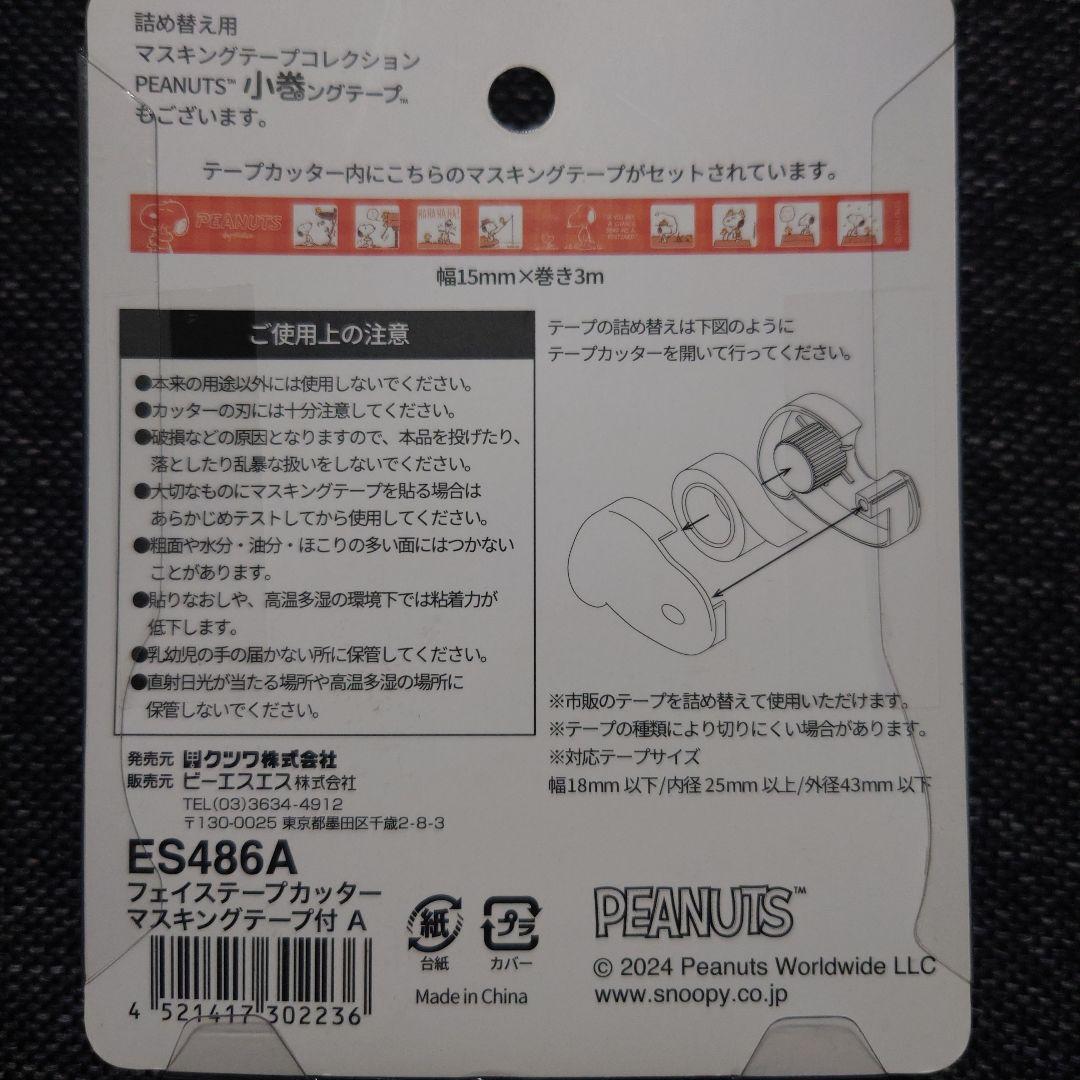 詰め替え用
マスキングテープコレクション
PEANUTS™ 小巻ングテープ™
もございます。
テープカッター内にこちらのマスキングテープがセットされています。
PEANUTS
HA HA HA HA!
幅15mm×巻き3m
ご使用上の注意
●本来の用途以外には使用しないでください。
●カッターの刃には十分注意してください。
●破損などの原因となりますので、本品を投げたり、
落としたり乱暴な扱いをしないでください。
●大切なものにマスキングテープを貼る場合は
あらかじめテストしてから使用してください。
●粗面や水分・油分・ほこりの多い面にはつかない
ことがあります。
●貼りなおしや、高温多湿の環境下では粘着力が
低下します。
●乳幼児の手の届かない所に保管してください。
●直射日光が当たる場所や高温多湿の場所に
保管しないでください。
テープの詰め替えは下図のように
テープカッターを開いて行ってください。
※市販のテープを詰め替えて使用いただけます。
※テープの種類により切りにくい場合があります。
※対応テープサイズ
幅18mm 以下/内径 25mm 以上/外径43mm 以下
発売元 クツワ株式会社
販売元 ビーエスエス株式会社
TEL(03)3634-4912
〒130-0025 東京都墨田区千歳2-8-3
ES486A
フェイステープカッター
マスキングテープ付 A
4 521417 302236
紙
台紙
プラ
カバー
Made in China
PEANUTS™
© 2024 Peanuts Worldwide LLC
www.snoopy.co.jp